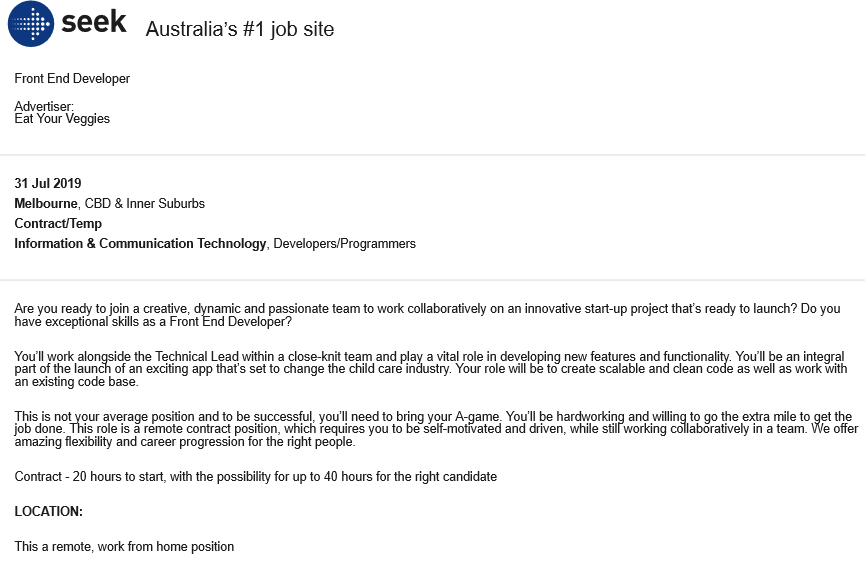 seek Australia's #1 job site
Front End Developer
Advertiser:
Eat Your Veggies
31 Jul 2019
Melbourne, CBD & Inner Suburbs
Contract/Temp
Information & Communication Technology, Developers/Programmers
Are you ready to join a creative, dynamic and passionate team to work collaboratively on an innovative start-up project that's ready to launch? Do you
have exceptional skills as a Front End Developer?
You'll work alongside the Technical Lead within a close-knit team and play a vital role in developing new features and functionality. You'll be an integral
part of the launch of an exciting app that's set to change the child care industry. Your role will be to create scalable and clean code as well as work with
an existing code base.
This is not your average position and to be successful, you'll need to bring your A-game. You'll be hardworking and willing to go the extra mile to get the
job done. This role is a remote contract position, which requires you to be self-motivated and driven, while still working collaboratively in a team. We offer
amazing flexibility and career progression for the right people.
Contract - 20 hours to start, with the possibility for up to 40 hours for the right candidate
LOCATION:
This a remote, work from home position